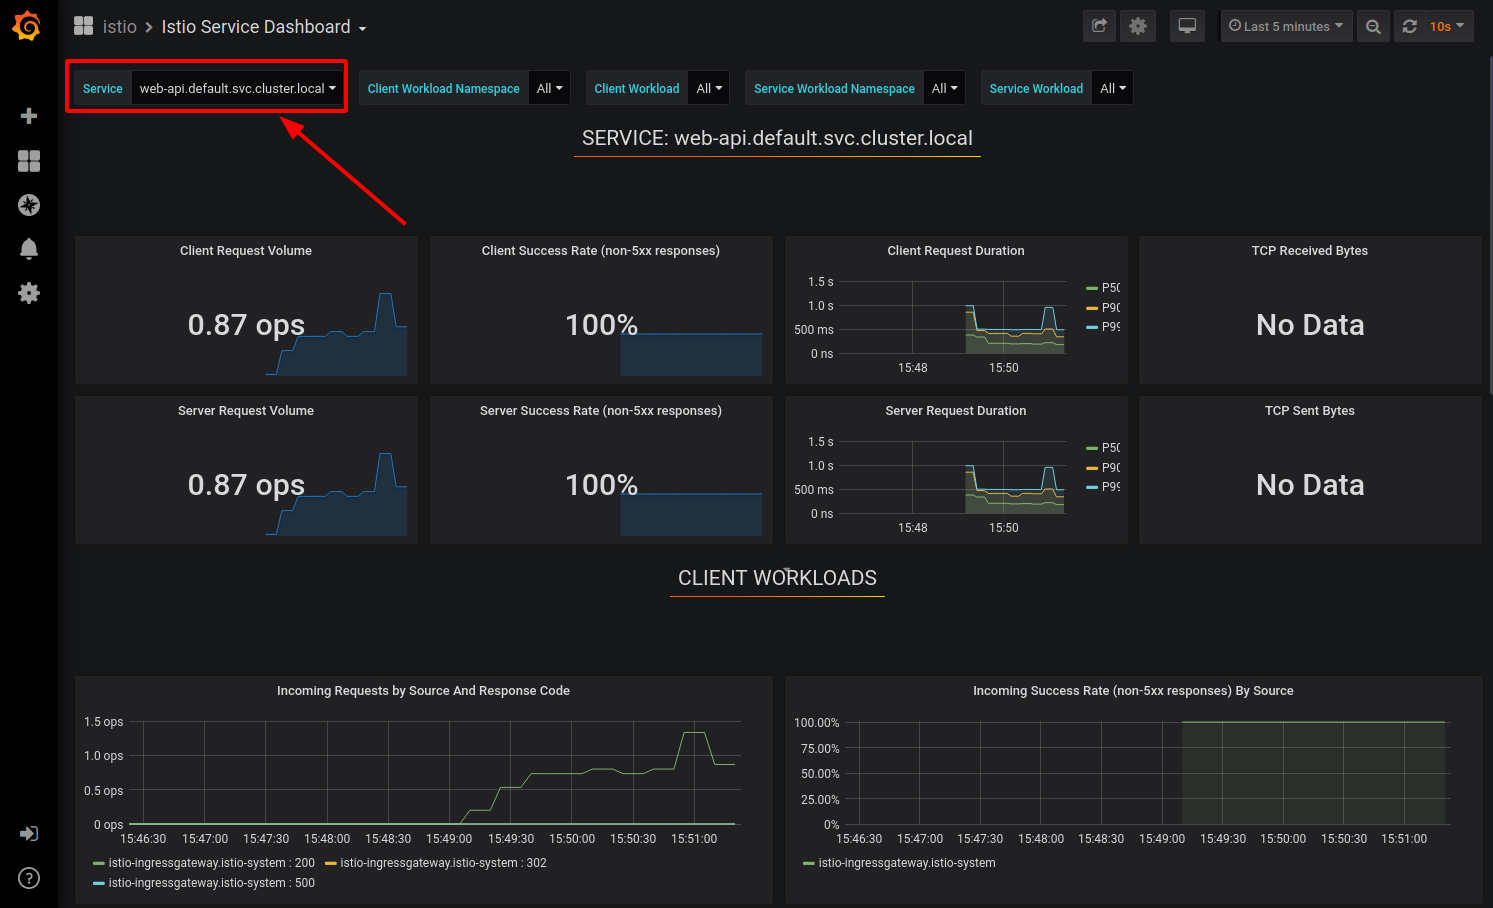 istio > Istio Service Dashboard
Last 5 minutes
10s
Service web-api.default.svc.cluster.local
Client Workload Namespace All
Client Workload All
Service Workload Namespace All
Service Workload All
SERVICE: web-api.default.svc.cluster.local
Client Request Volume
0.87 ops
Client Success Rate (non-5xx responses)
100%
Client Request Duration
1.5 s
1.0 s
500 ms
0 ns
15:48 15:50
P50
P90
P99
TCP Received Bytes
No Data
Server Request Volume
0.87 ops
Server Success Rate (non-5xx responses)
100%
Server Request Duration
1.5 s
1.0 s
500 ms
0 ns
15:48 15:50
P50
P90
P99
TCP Sent Bytes
No Data
CLIENT WORKLOADS
Incoming Requests by Source And Response Code
1.5 ops
1.0 ops
0.5 ops
0 ops
15:46:30 15:47:00 15:47:30 15:48:00 15:48:30 15:49:00 15:49:30 15:50:00 15:50:30 15:51:00
istio-ingressgateway.istio-system : 200 istio-ingressgateway.istio-system : 302
istio-ingressgateway.istio-system : 500
Incoming Success Rate (non-5xx responses) By Source
100.00%
75.00%
50.00%
25.00%
0%
15:46:30 15:47:00 15:47:30 15:48:00 15:48:30 15:49:00 15:49:30 15:50:00 15:50:30 15:51:00
istio-ingressgateway.istio-system